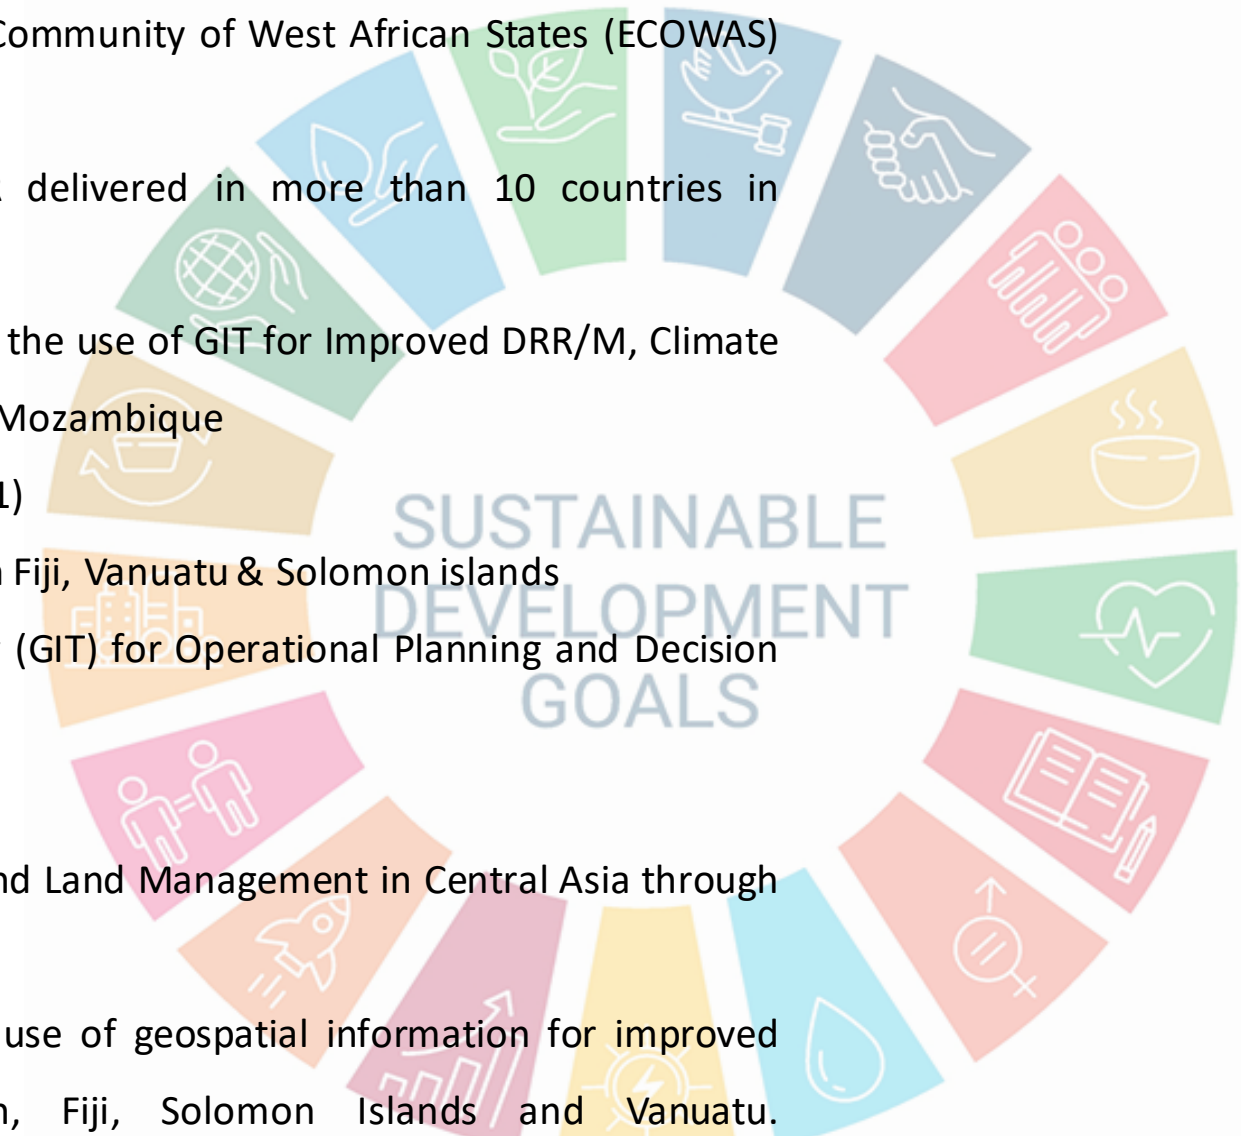 Community of West African States (ECOWAS)
delivered in more than 10 countries in
the use of GIT for Improved DRR/M, Climate
Mozambique
1)
Fiji, Vanuatu & Solomon islands
(GIT) for Operational Planning and Decision
Land Management in Central Asia through
use of geospatial information for improved
Fiji, Solomon Islands and Vanuatu.
SUSTAINABLE
DEVELOPMENT
GOALS